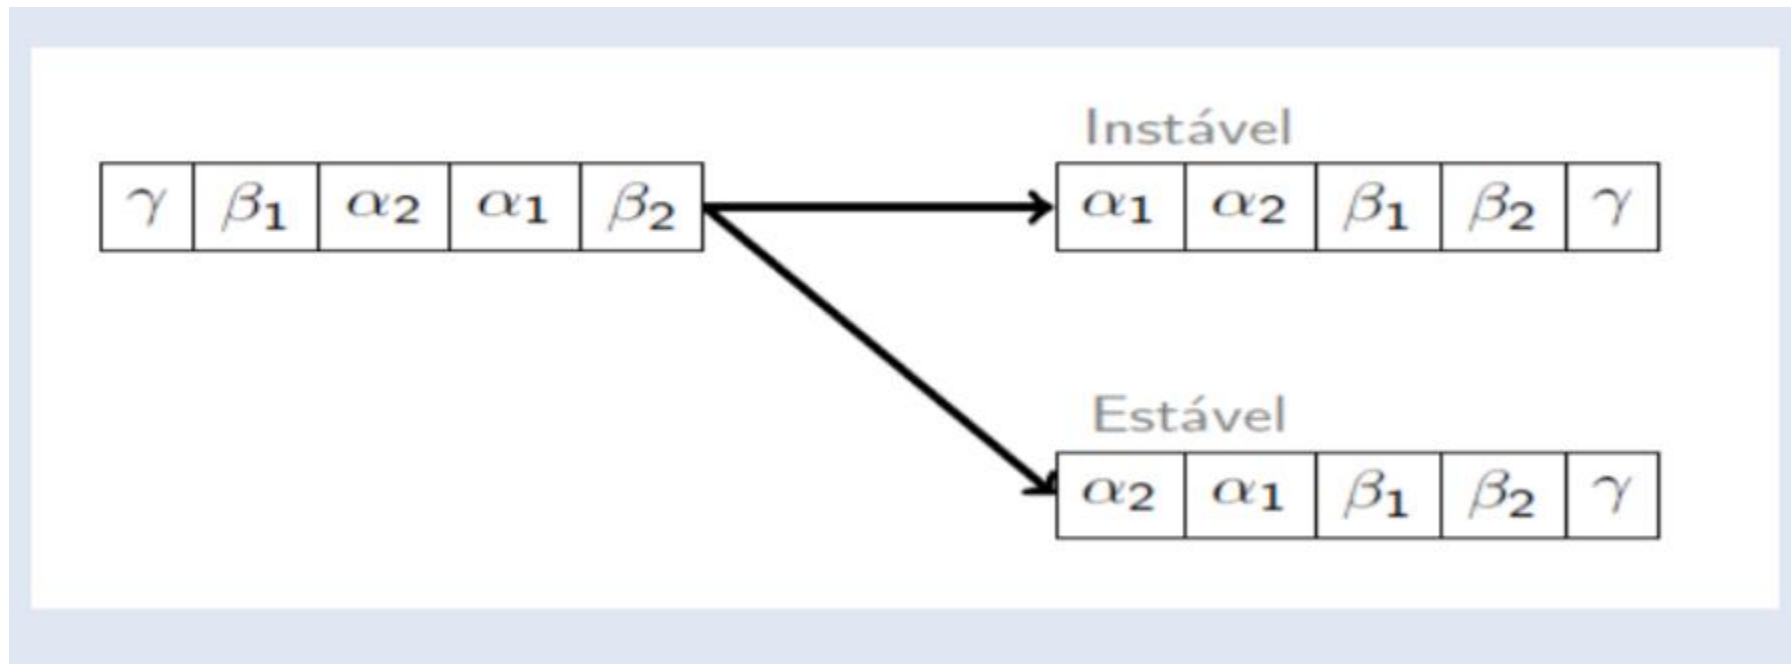 Instável
γ β1 α2 α1 β2
α1 α2 β1 β2 γ
Estável
α2 α1 β1 β2 γ